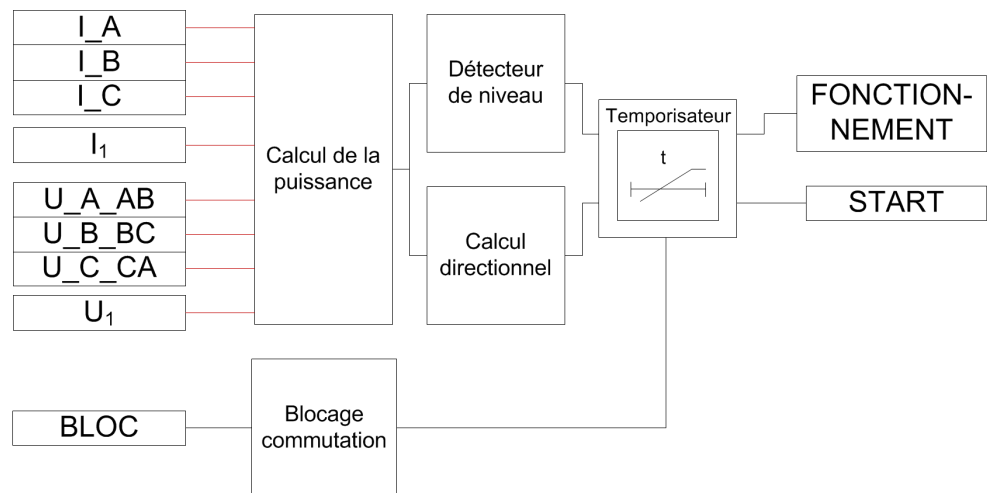 I_A
I_B
I_C
I₁
U_A_AB
U_B_BC
U_C_CA
U₁
BLOC
Calcul de la
puissance
Blocage
commutation
Détecteur
de niveau
Calcul
directionnel
Temporisateur
t
FONCTION-
NEMENT
START